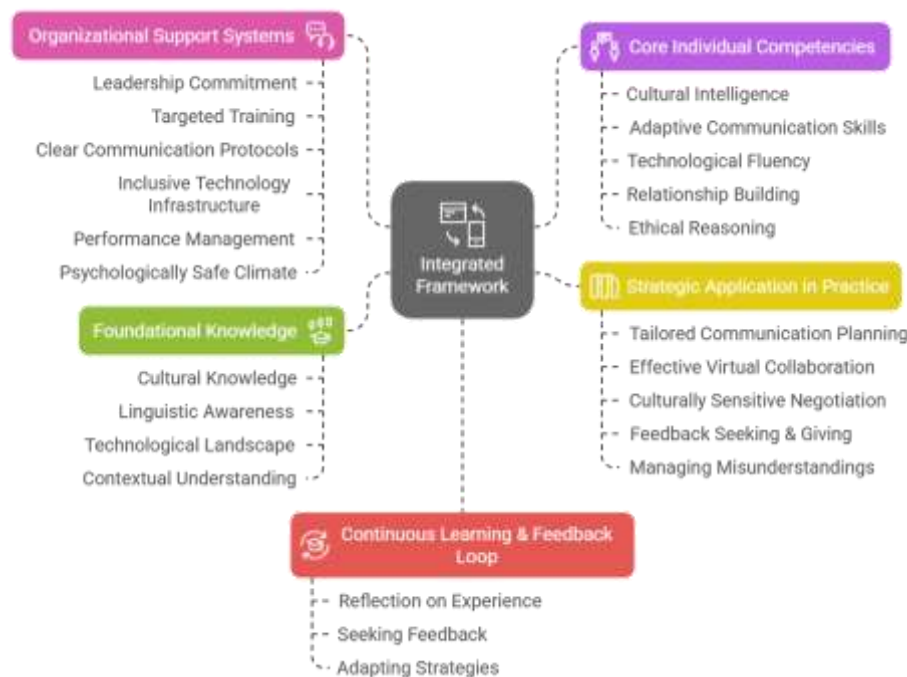 Organizational Support Systems
Leadership Commitment
Targeted Training
Clear Communication Protocols
Inclusive Technology
Infrastructure
Performance Management
Psychologically Safe Climate
Foundational Knowledge
Cultural Knowledge
Linguistic Awareness
Technological Landscape
Contextual Understanding
Integrated
Framework
Core Individual Competencies
Cultural Intelligence
Adaptive Communication Skills
Technological Fluency
Relationship Building
Ethical Reasoning
Strategic Application in Practice
Tailored Communication Planning
Effective Virtual Collaboration
Culturally Sensitive Negotiation
Feedback Seeking & Giving
Managing Misunderstandings
Continuous Learning & Feedback
Loop
Reflection on Experience
Seeking Feedback
Adapting Strategies